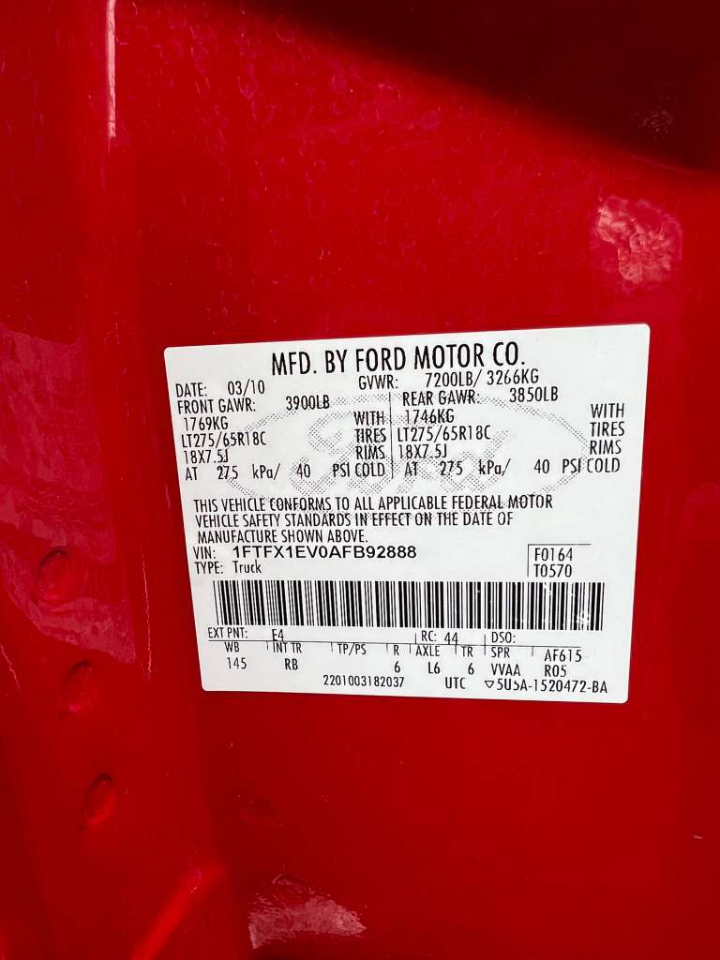 MFD. BY FORD MOTOR CO.
DATE: 03/10 GVWR: 7200LB/ 3266KG
FRONT GAWR: 3900LB REAR GAWR: 3850LB
1769KG WITH 1746KG WITH
LT275/65R18C TIRES LT275/65R18C TIRES
18X7.5J RIMS 18X7.5J RIMS
AT 275 kPa/ 40 PSI COLD AT 275 kPa/ 40 PSI COLD
Ford
THIS VEHICLE CONFORMS TO ALL APPLICABLE FEDERAL MOTOR
VEHICLE SAFETY STANDARDS IN EFFECT ON THE DATE OF
MANUFACTURE SHOWN ABOVE.
VIN: 1FTFX1EV0AFB92888 F0164
TYPE: Truck T0570
EXT PNT: E4 RC: 44 DSO:
WB INT TR TP/PS R AXLE TR SPR AF615
145 RB 6 L6 6 VVAA R05
2201003182037 UTC ▽5U5A-1520472-BA